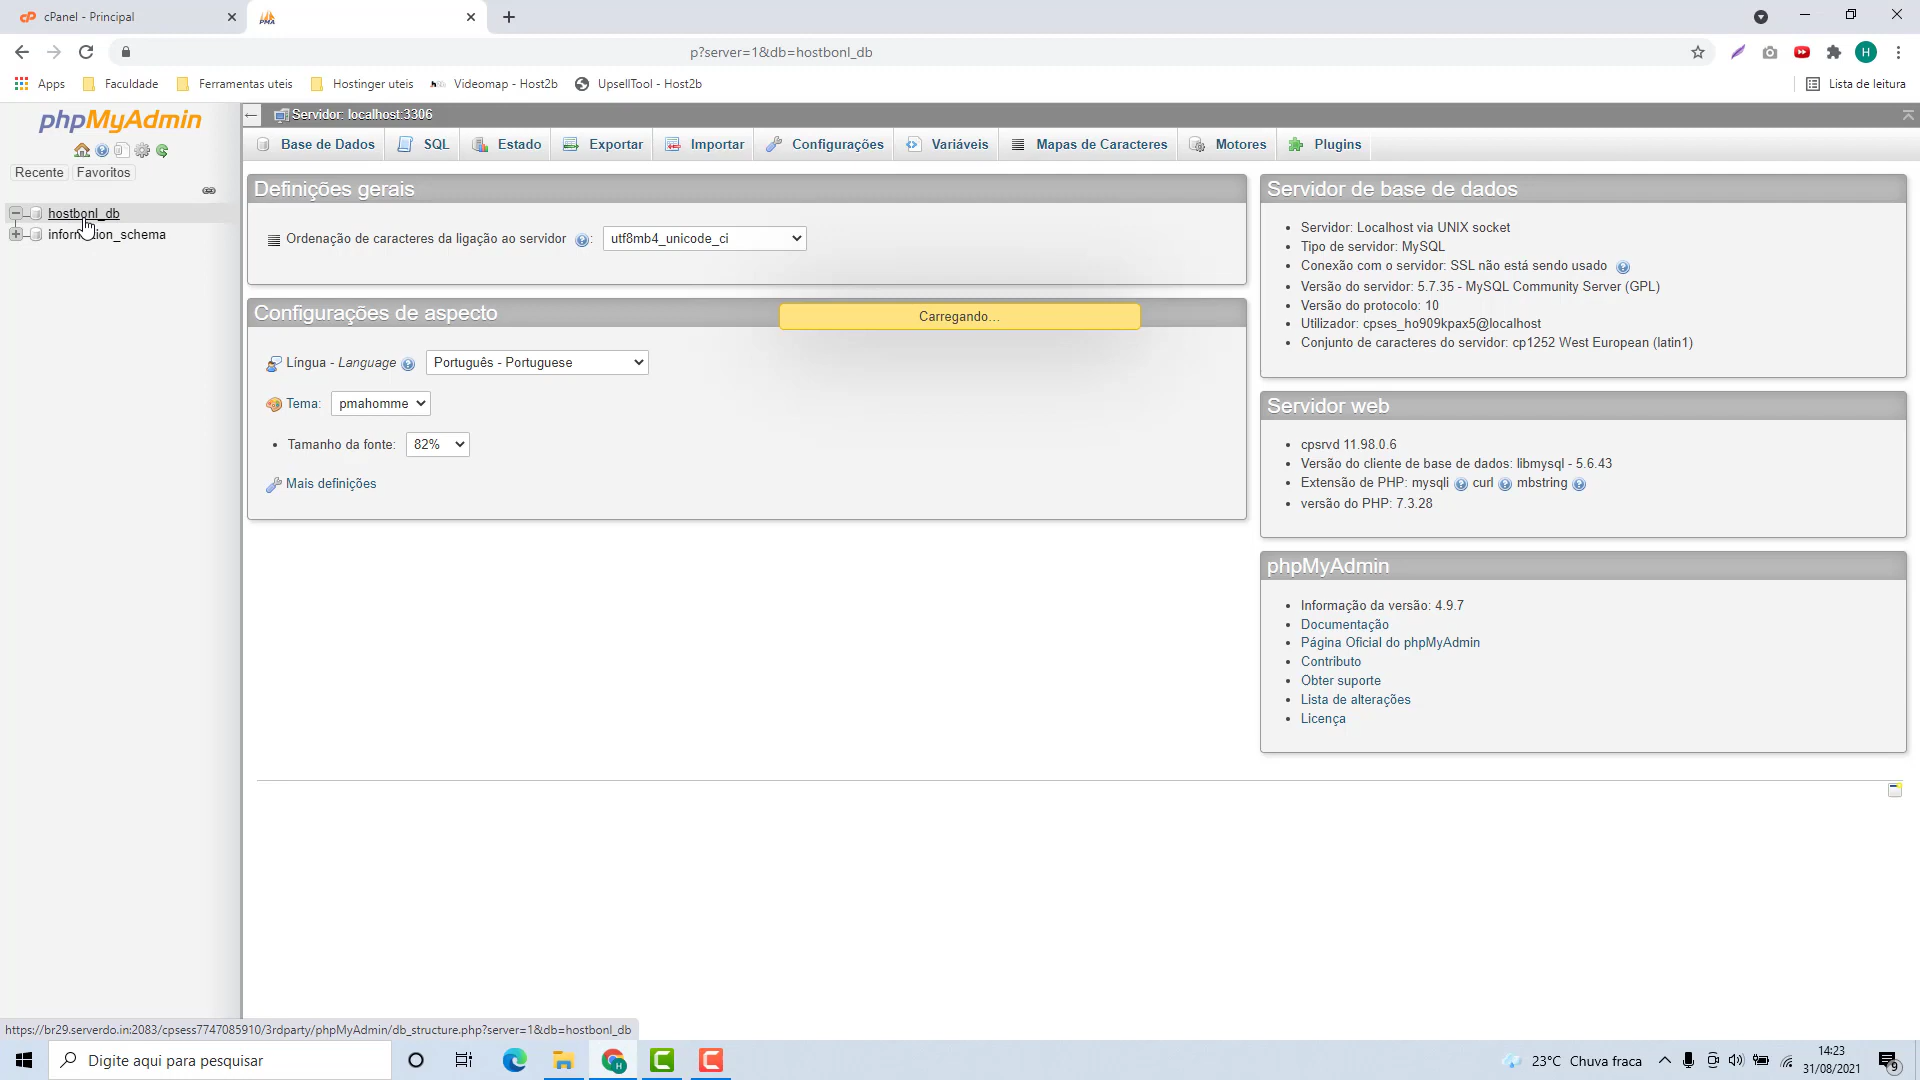 cPanel - Principal
PMA
p?server=1&db=hostbonl_db
H
Apps
Faculdade
Ferramentas uteis
Hostinger uteis
Videomap - Host2b
UpsellTool - Host2b
Lista de leitura
phpMyAdmin
Recente
Favoritos
hostbonl_db
information_schema
Servidor: localhost:3306
Base de Dados
SQL
Estado
Exportar
Importar
Configurações
Variáveis
Mapas de Caracteres
Motores
Plugins
Definições gerais
Ordenação de caracteres da ligação ao servidor : utf8mb4_unicode_ci
Configurações de aspecto
Carregando…
Língua - Language Português - Portuguese
Tema: pmahomme
Tamanho da fonte: 82%
Mais definições
Servidor de base de dados
Servidor: Localhost via UNIX socket
Tipo de servidor: MySQL
Conexão com o servidor: SSL não está sendo usado
Versão do servidor: 5.7.35 - MySQL Community Server (GPL)
Versão do protocolo: 10
Utilizador: cpses_ho909kpax5@localhost
Conjunto de caracteres do servidor: cp1252 West European (latin1)
Servidor web
cpsrvd 11.98.0.6
Versão do cliente de base de dados: libmysql - 5.6.43
Extensão de PHP: mysqli curl mbstring
versão do PHP: 7.3.28
phpMyAdmin
Informação da versão: 4.9.7
Documentação
Página Oficial do phpMyAdmin
Contributo
Obter suporte
Lista de alterações
Licença
https://br29.serverdo.in:2083/cpsess7747085910/3rdparty/phpMyAdmin/db_structure.php?server=1&db=hostbonl_db
Digite aqui para pesquisar
23°C Chuva fraca
14:23
31/08/2021
9